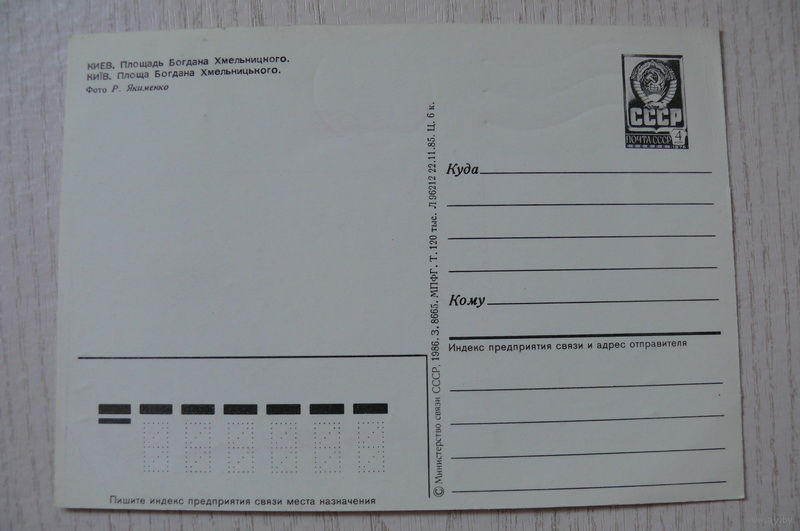 КИЕВ. Площадь Богдана Хмельницкого.
КИЇВ. Площа Богдана Хмельницького.
Фото Р. Якименко
СССР
ПОЧТА СССР 4
Куда
Кому
Индекс предприятия связи и адрес отправителя
© Министерство связи СССР, 1986. З. 8665. МПФГ. Т. 120 тыс. Л 96212 22.11.85. Ц. 6 к.
Пишите индекс предприятия связи места назначения